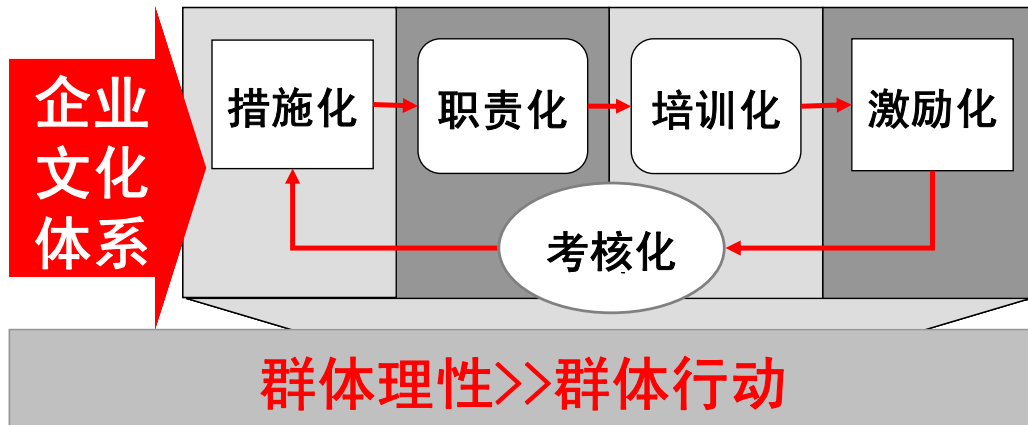 企业
文化
体系
措施化
职责化
培训化
激励化
考核化
群体理性>>群体行动